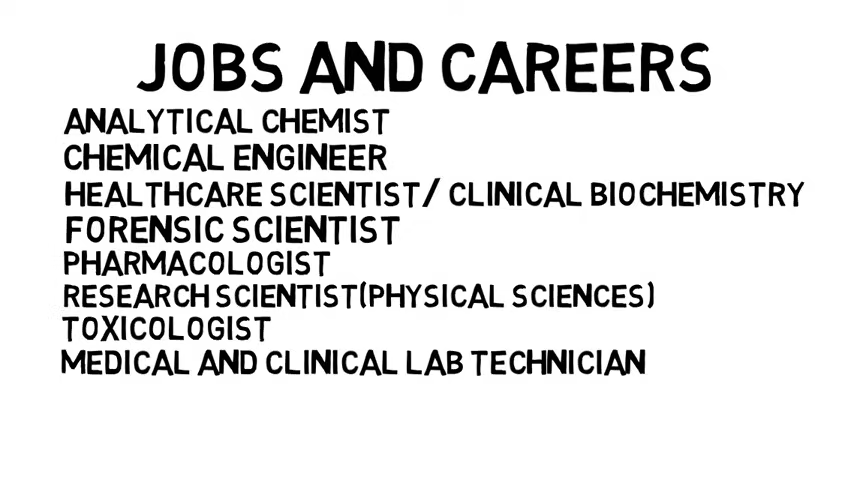 JOBS AND CAREERS
ANALYTICAL CHEMIST
CHEMICAL ENGINEER
HEALTHCARE SCIENTIST/ CLINICAL BIOCHEMISTRY
FORENSIC SCIENTIST
PHARMACOLOGIST
RESEARCH SCIENTIST(PHYSICAL SCIENCES)
TOXICOLOGIST
MEDICAL AND CLINICAL LAB TECHNICIAN